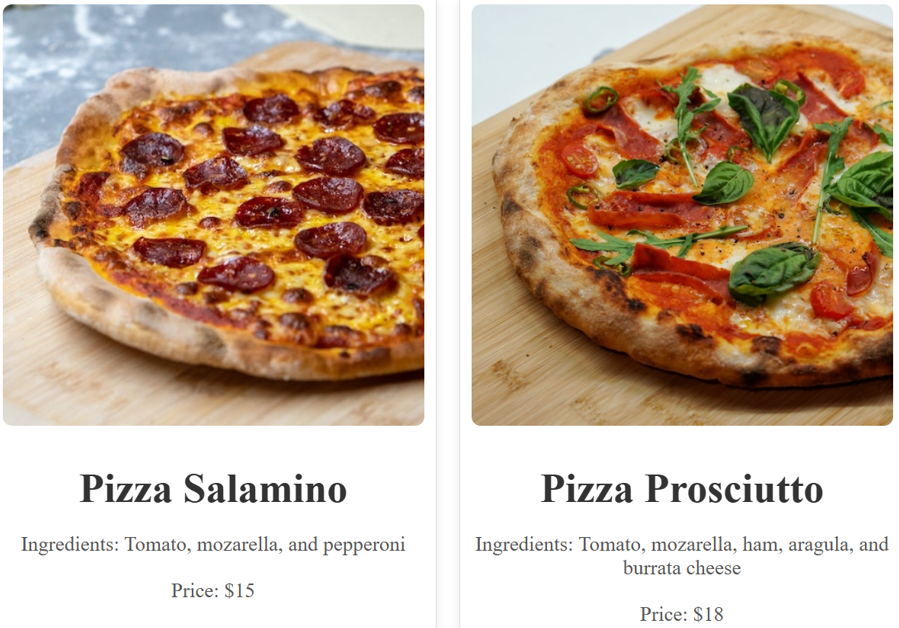 Pizza Salamino
Ingredients: Tomato, mozarella, and pepperoni
Price: $15
Pizza Prosciutto
Ingredients: Tomato, mozarella, ham, aragula, and
burrata cheese
Price: $18